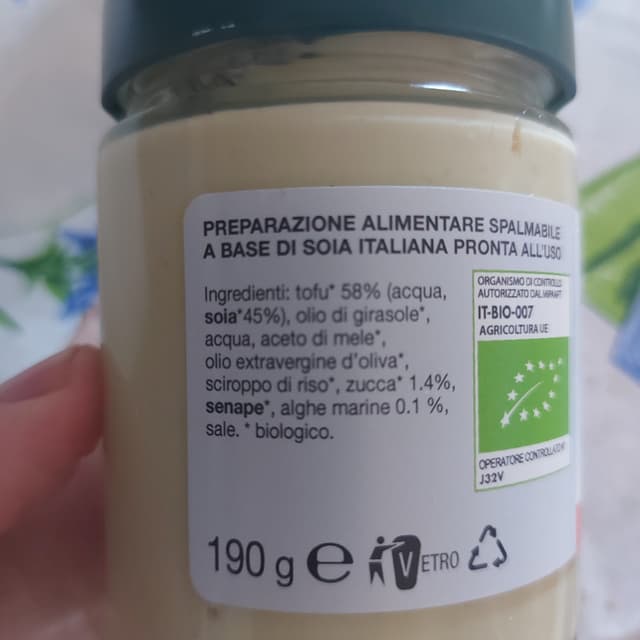 PREPARAZIONE ALIMENTARE SPALMABILE
A BASE DI SOIA ITALIANA PRONTA ALL'USO
Ingredienti: tofu* 58% (acqua,
soia*45%), olio di girasole*,
acqua, aceto di mele*,
olio extravergine d'oliva*,
sciroppo di riso*, zucca* 1.4%,
senape*, alghe marine 0.1 %,
sale. * biologico.
ORGANISMO DI CONTROLLO
AUTORIZZATO DAL MIPAAFT
IT-BIO-007
AGRICOLTURA UE
OPERATORE CONTROLLATO N°
J32V
190 g e VETRO